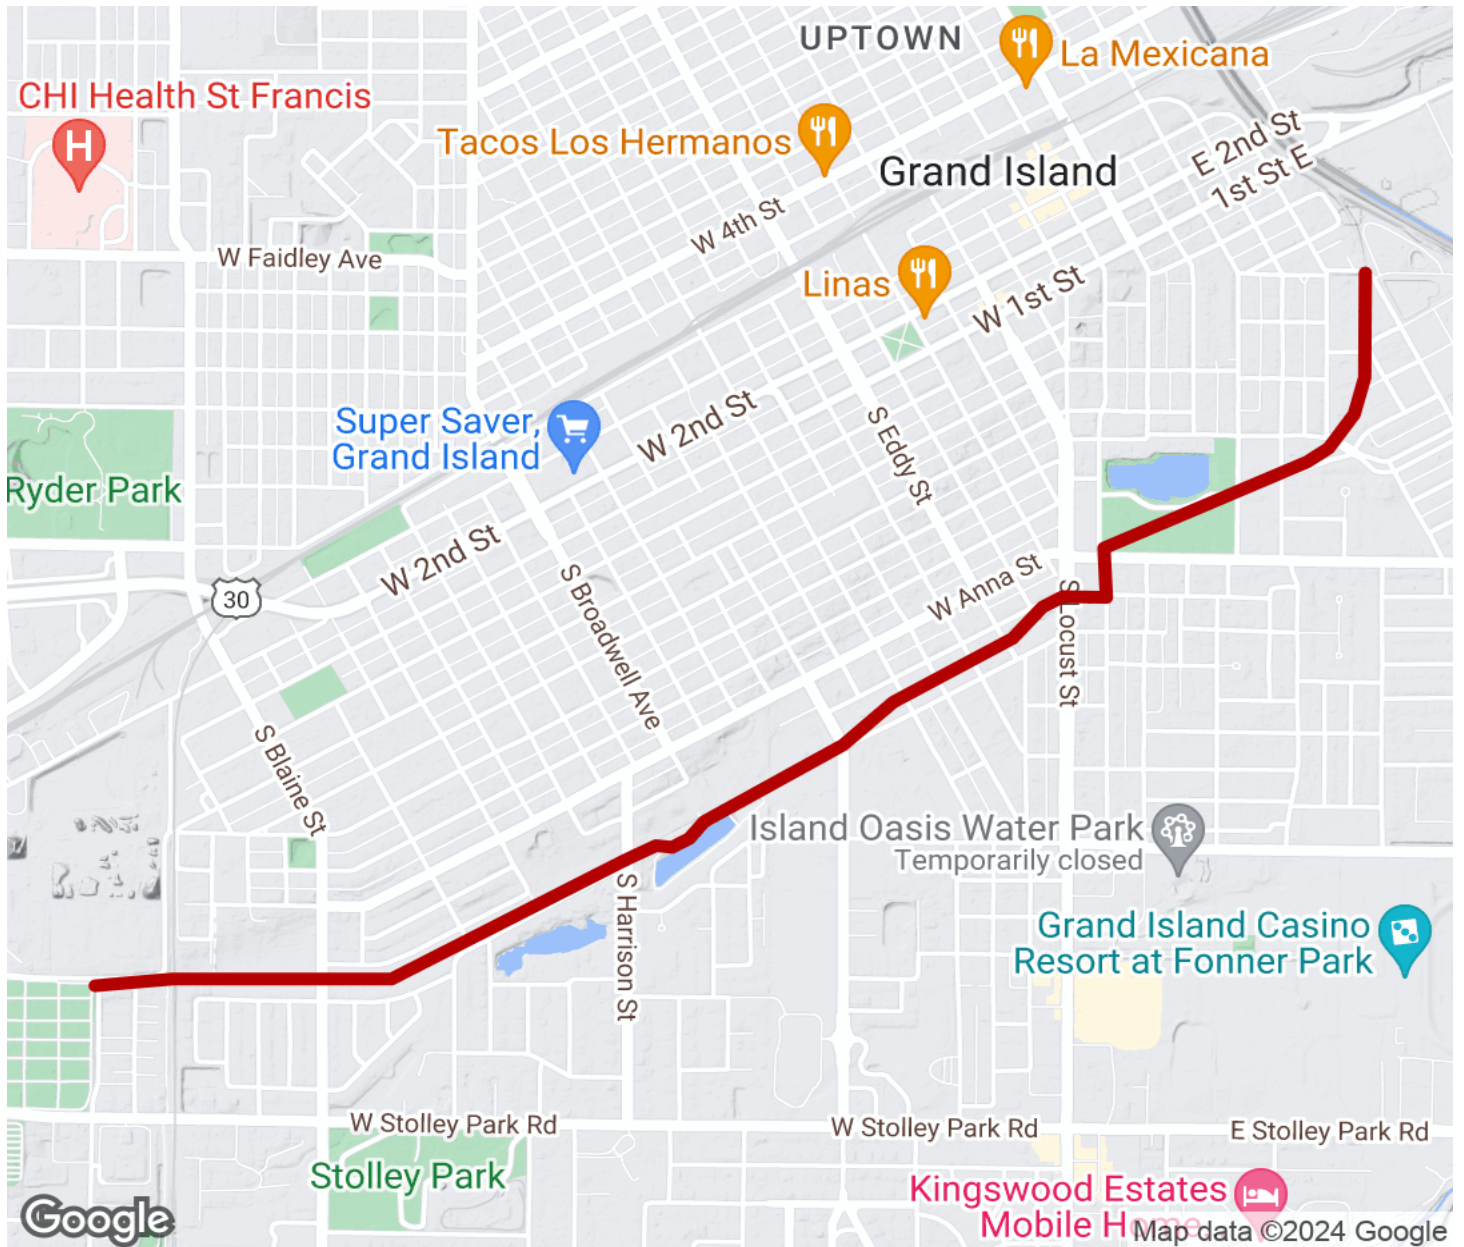 UPTOWN
La Mexicana
CHI Health St Francis
H
Tacos Los Hermanos
E 2nd St
Grand Island
1st St E
W 4th St
W Faidley Ave
Linas
W 1st St
Super Saver,
Grand Island
W 2nd St
S Eddy St
Ryder Park
W 2nd St
30
S Broadwell Ave
W Anna St
S Locust St
S Blaine St
Island Oasis Water Park
Temporarily closed
S Harrison St
Grand Island Casino
Resort at Fonner Park
W Stolley Park Rd
W Stolley Park Rd
E Stolley Park Rd
Stolley Park
Kingswood Estates
Mobile Home...
Google
Map data ©2024 Google